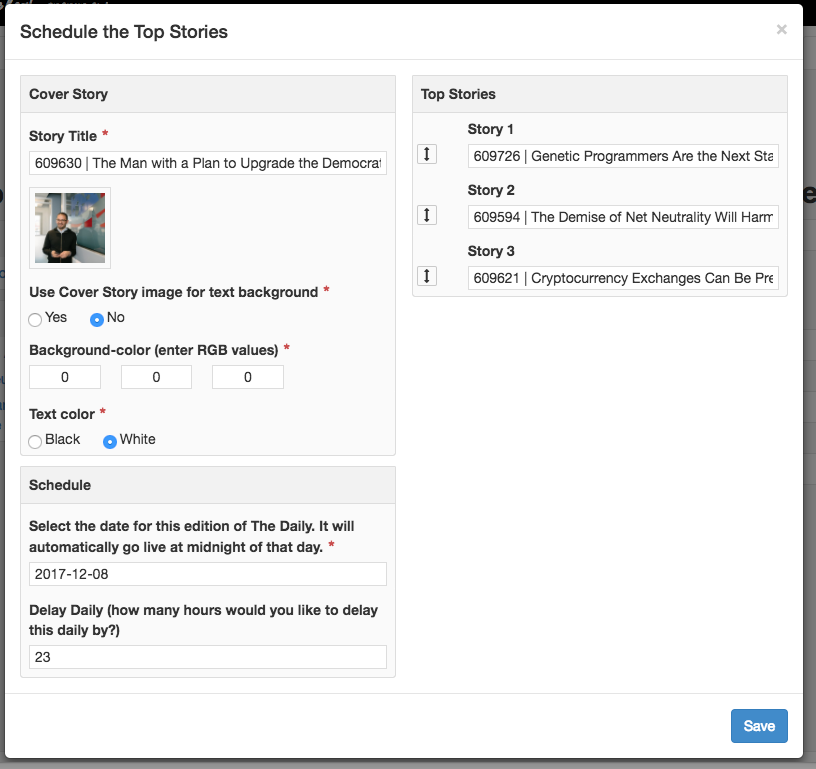 Schedule the Top Stories
×
Cover Story
Story Title *
609630 | The Man with a Plan to Upgrade the Democrat
Use Cover Story image for text background *
Yes No
Background-color (enter RGB values) *
0 0 0
Text color *
Black White
Schedule
Select the date for this edition of The Daily. It will
automatically go live at midnight of that day. *
2017-12-08
Delay Daily (how many hours would you like to delay
this daily by?)
23
Top Stories
Story 1
609726 | Genetic Programmers Are the Next Sta
Story 2
609594 | The Demise of Net Neutrality Will Harm
Story 3
609621 | Cryptocurrency Exchanges Can Be Pre
Save